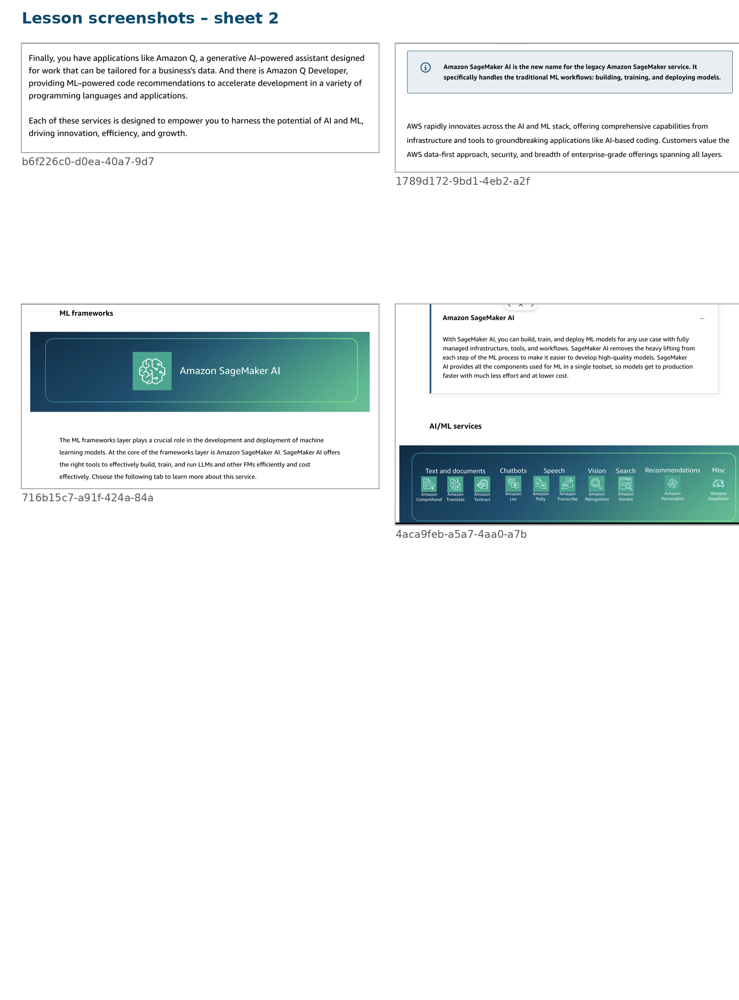 Lesson screenshots – sheet 2
Finally, you have applications like Amazon Q, a generative AI–powered assistant designed
for work that can be tailored for a business's data. And there is Amazon Q Developer,
providing ML–powered code recommendations to accelerate development in a variety of
programming languages and applications.
Each of these services is designed to empower you to harness the potential of AI and ML,
driving innovation, efficiency, and growth.
b6f226c0-d0ea-40a7-9d7
Amazon SageMaker AI is the new name for the legacy Amazon SageMaker service. It
specifically handles the traditional ML workflows: building, training, and deploying models.
AWS rapidly innovates across the AI and ML stack, offering comprehensive capabilities from
infrastructure and tools to groundbreaking applications like AI-based coding. Customers value the
AWS data-first approach, security, and breadth of enterprise-grade offerings spanning all layers.
1789d172-9bd1-4eb2-a2f
ML frameworks
Amazon SageMaker AI
The ML frameworks layer plays a crucial role in the development and deployment of machine
learning models. At the core of the frameworks layer is Amazon SageMaker AI. SageMaker AI offers
the right tools to effectively build, train, and run LLMs and other FMs efficiently and cost
effectively. Choose the following tab to learn more about this service.
716b15c7-a91f-424a-84a
Amazon SageMaker AI
With SageMaker AI, you can build, train, and deploy ML models for any use case with fully
managed infrastructure, tools, and workflows. SageMaker AI removes the heavy lifting from
each step of the ML process to make it easier to develop high-quality models. SageMaker
AI provides all the components used for ML in a single toolset, so models get to production
faster with much less effort and at lower cost.
AI/ML services
Text and documents Chatbots Speech Vision Search Recommendations Misc
Amazon Amazon Amazon Amazon Amazon Amazon Amazon Amazon Amazon Amazon
Comprehend Translate Textract Lex Polly Transcribe Rekognition Kendra Personalize DeepRacer
4aca9feb-a5a7-4aa0-a7b